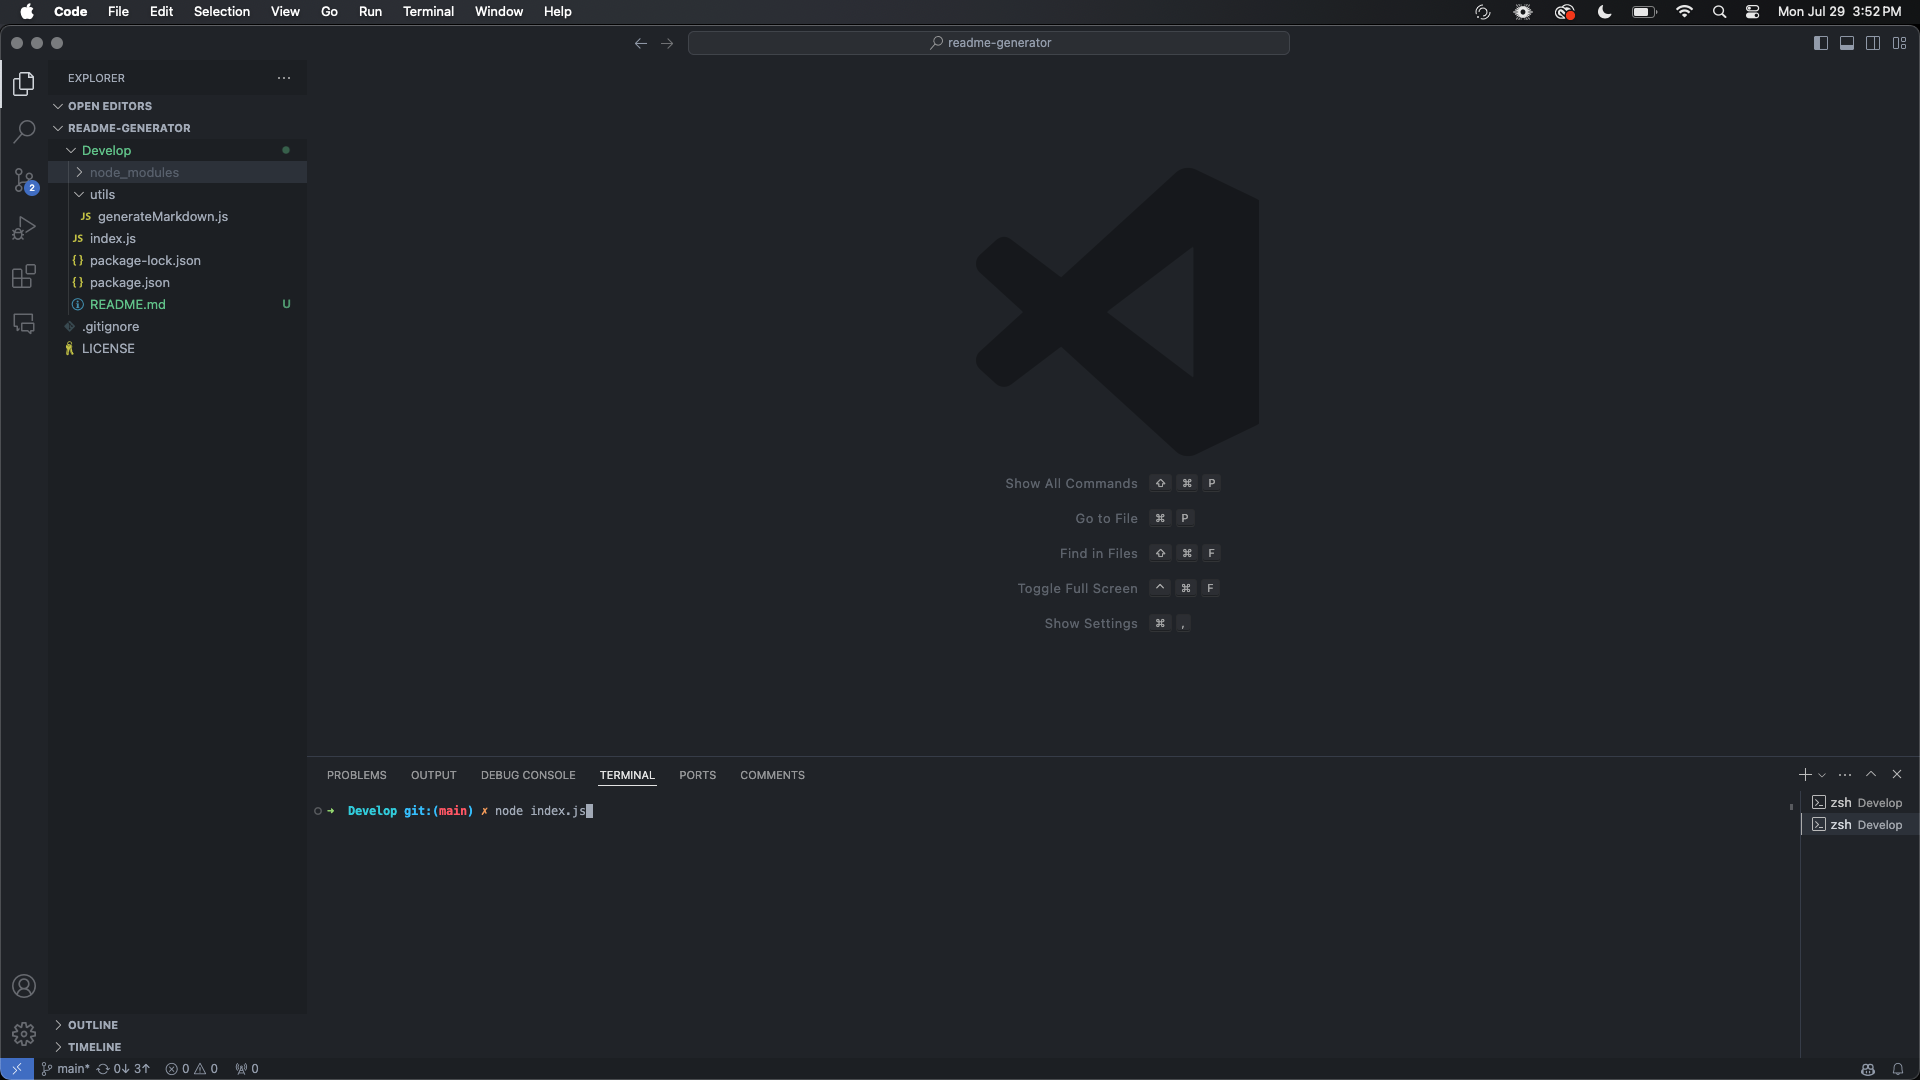 Code File Edit Selection View Go Run Terminal Window Help Mon Jul 29 3:52 PM
readme-generator
EXPLORER
OPEN EDITORS
README-GENERATOR
Develop
node_modules
utils
JS generateMarkdown.js
JS index.js
{} package-lock.json
{} package.json
README.md U
.gitignore
LICENSE
2
Show All Commands ⇧ ⌘ P
Go to File ⌘ P
Find in Files ⇧ ⌘ F
Toggle Full Screen ^ ⌘ F
Show Settings ⌘ ,
PROBLEMS OUTPUT DEBUG CONSOLE TERMINAL PORTS COMMENTS
➜ Develop git:(main) ✗ node index.js
zsh Develop
zsh Develop
OUTLINE
TIMELINE
main* 0↓ 3↑ 0 0 0